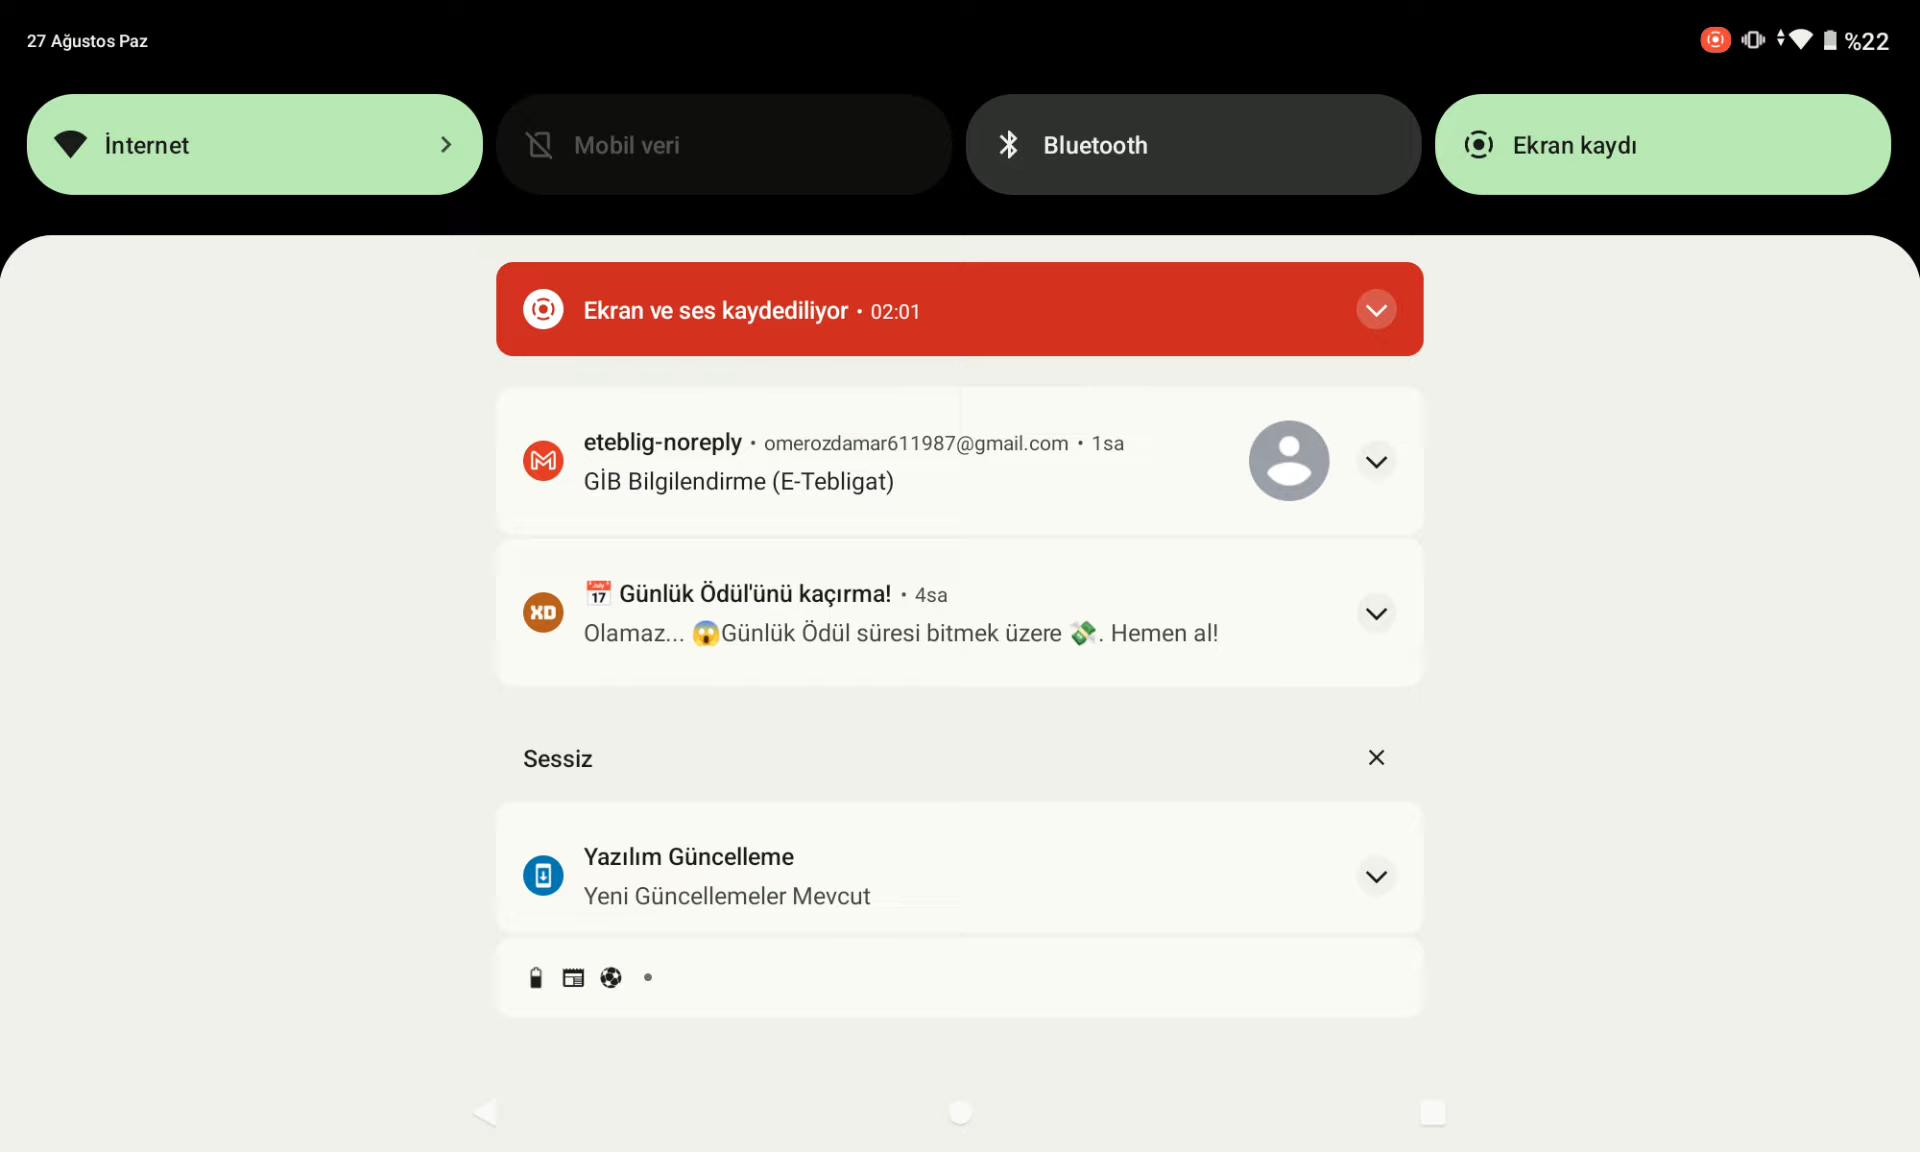 27 Ağustos Paz
%22
İnternet
Mobil veri
Bluetooth
Ekran kaydı
Ekran ve ses kaydediliyor • 02:01
eteblig-noreply • omerozdamar611987@gmail.com • 1sa
GİB Bilgilendirme (E-Tebligat)
XD
📅 Günlük Ödül'ünü kaçırma! • 4sa
Olamaz... 😱Günlük Ödül süresi bitmek üzere 💸. Hemen al!
Sessiz
Yazılım Güncelleme
Yeni Güncellemeler Mevcut